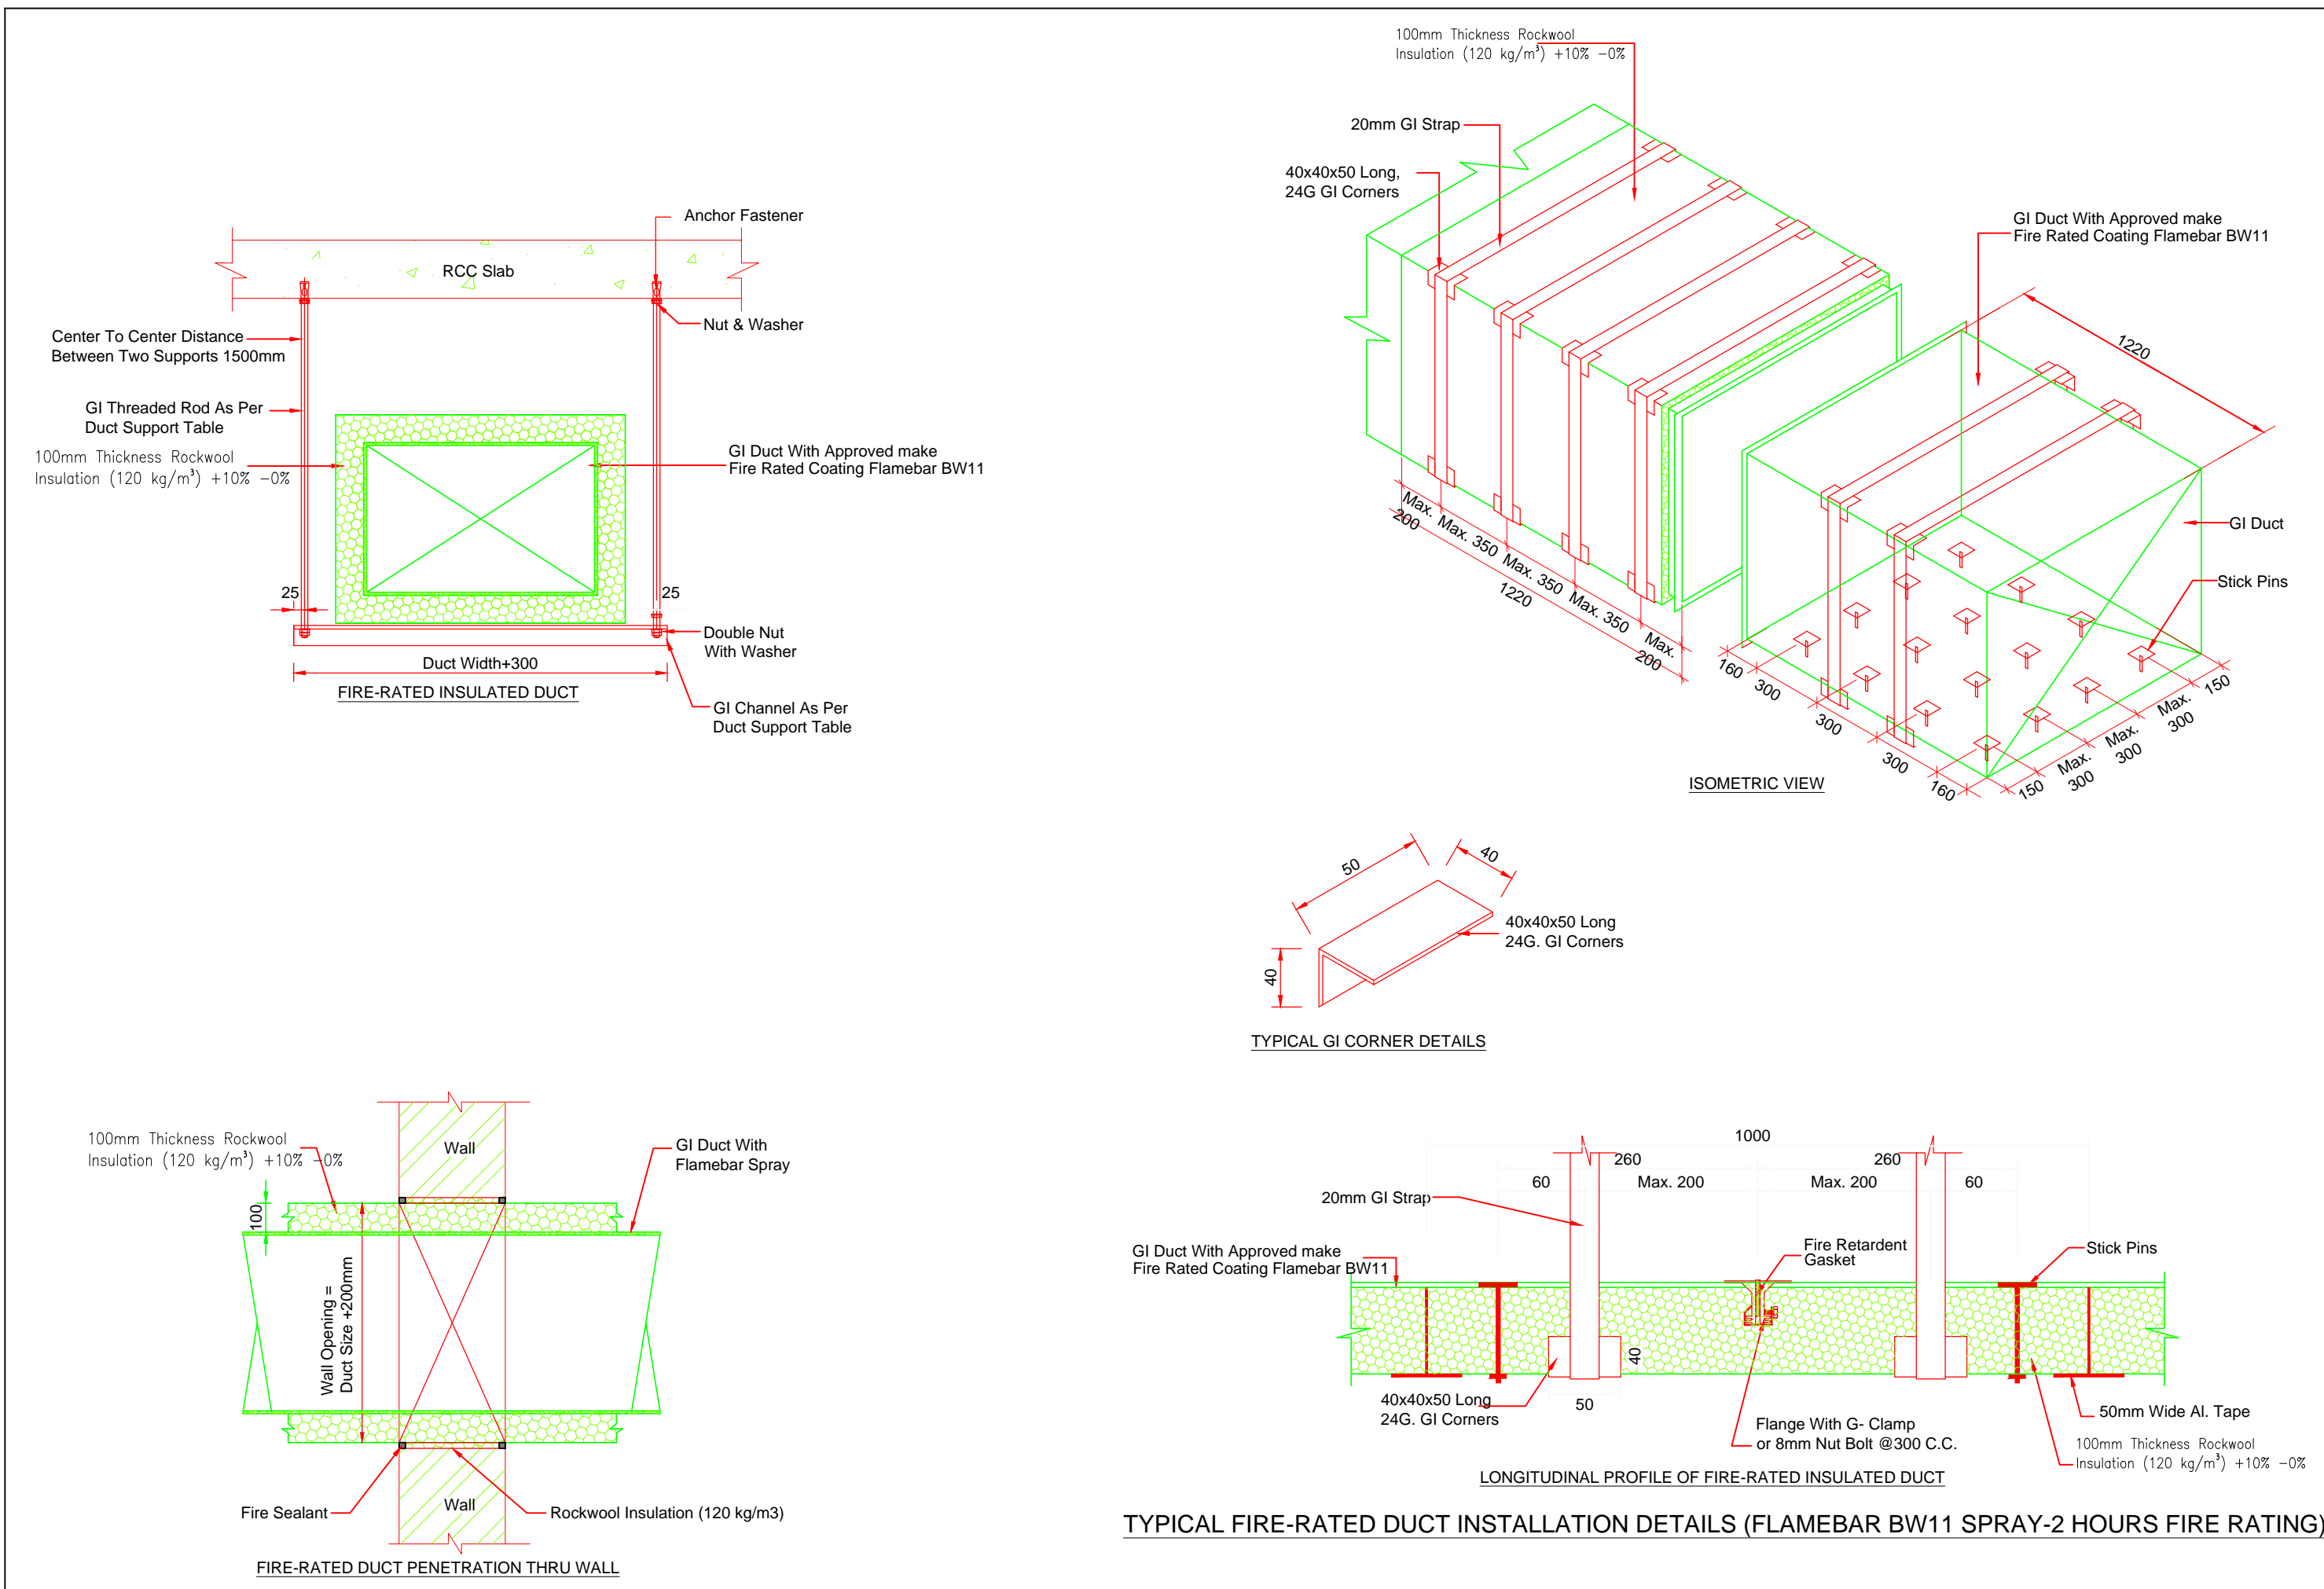 RCC Slab
Anchor Fastener
Nut & Washer
Center To Center Distance
Between Two Supports 1500mm
GI Threaded Rod As Per
Duct Support Table
100mm Thickness Rockwool
Insulation (120 kg/m³) +10% -0%
GI Duct With Approved make
Fire Rated Coating Flamebar BW11
25
25
Double Nut
With Washer
Duct Width+300
GI Channel As Per
Duct Support Table
FIRE-RATED INSULATED DUCT
100mm Thickness Rockwool
Insulation (120 kg/m³) +10% -0%
20mm GI Strap
40x40x50 Long,
24G GI Corners
GI Duct With Approved make
Fire Rated Coating Flamebar BW11
1220
GI Duct
Stick Pins
Max.
200
Max. 350
Max. 350
Max. 350
Max.
200
1220
160
300
300
300
160
150
Max.
300
Max.
300
Max.
300
150
ISOMETRIC VIEW
50
40
40
40x40x50 Long
24G. GI Corners
TYPICAL GI CORNER DETAILS
100mm Thickness Rockwool
Insulation (120 kg/m³) +10% -0%
Wall
GI Duct With
Flamebar Spray
100
Wall Opening =
Duct Size +200mm
Wall
Fire Sealant
Rockwool Insulation (120 kg/m3)
FIRE-RATED DUCT PENETRATION THRU WALL
1000
260
260
60
Max. 200
Max. 200
60
20mm GI Strap
GI Duct With Approved make
Fire Rated Coating Flamebar BW11
Fire Retardent
Gasket
Stick Pins
40
50
40x40x50 Long
24G. GI Corners
Flange With G- Clamp
or 8mm Nut Bolt @300 C.C.
50mm Wide Al. Tape
100mm Thickness Rockwool
Insulation (120 kg/m³) +10% -0%
LONGITUDINAL PROFILE OF FIRE-RATED INSULATED DUCT
TYPICAL FIRE-RATED DUCT INSTALLATION DETAILS (FLAMEBAR BW11 SPRAY-2 HOURS FIRE RATING)